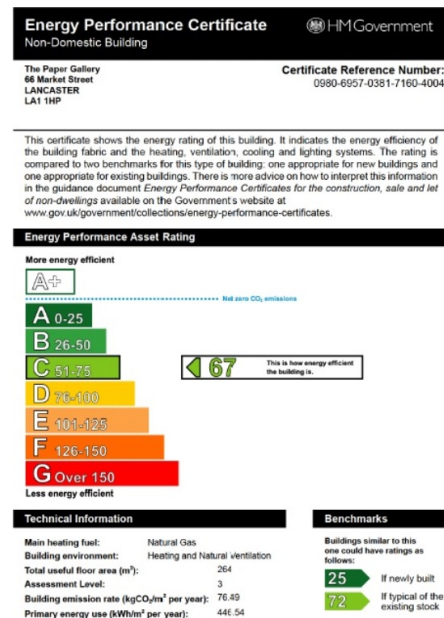 Energy Performance Certificate
HM Government
Non-Domestic Building
The Paper Gallery
66 Market Street
LANCASTER
LA1 1HP
Certificate Reference Number:
0980-6957-0381-7160-4004
This certificate shows the energy rating of this building. It indicates the energy efficiency of
the building fabric and the heating, ventilation, cooling and lighting systems. The rating is
compared to two benchmarks for this type of building: one appropriate for new buildings and
one appropriate for existing buildings. There is more advice on how to interpret this information
in the guidance document Energy Performance Certificates for the construction, sale and let
of non-dwellings available on the Government's website at
www.gov.uk/government/collections/energy-performance-certificates.
Energy Performance Asset Rating
More energy efficient
A+
Net zero CO₂ emissions
A 0-25
B 26-50
C 51-75
67
This is how energy efficient
the building is.
D 76-100
E 101-125
F 126-150
G Over 150
Less energy efficient
Technical Information
Main heating fuel: Natural Gas
Building environment: Heating and Natural Ventilation
Total useful floor area (m²): 264
Assessment Level: 3
Building emission rate (kgCO₂/m² per year): 76.49
Primary energy use (kWh/m² per year): 446.54
Benchmarks
Buildings similar to this
one could have ratings as
follows:
25 If newly built
72 If typical of the
existing stock